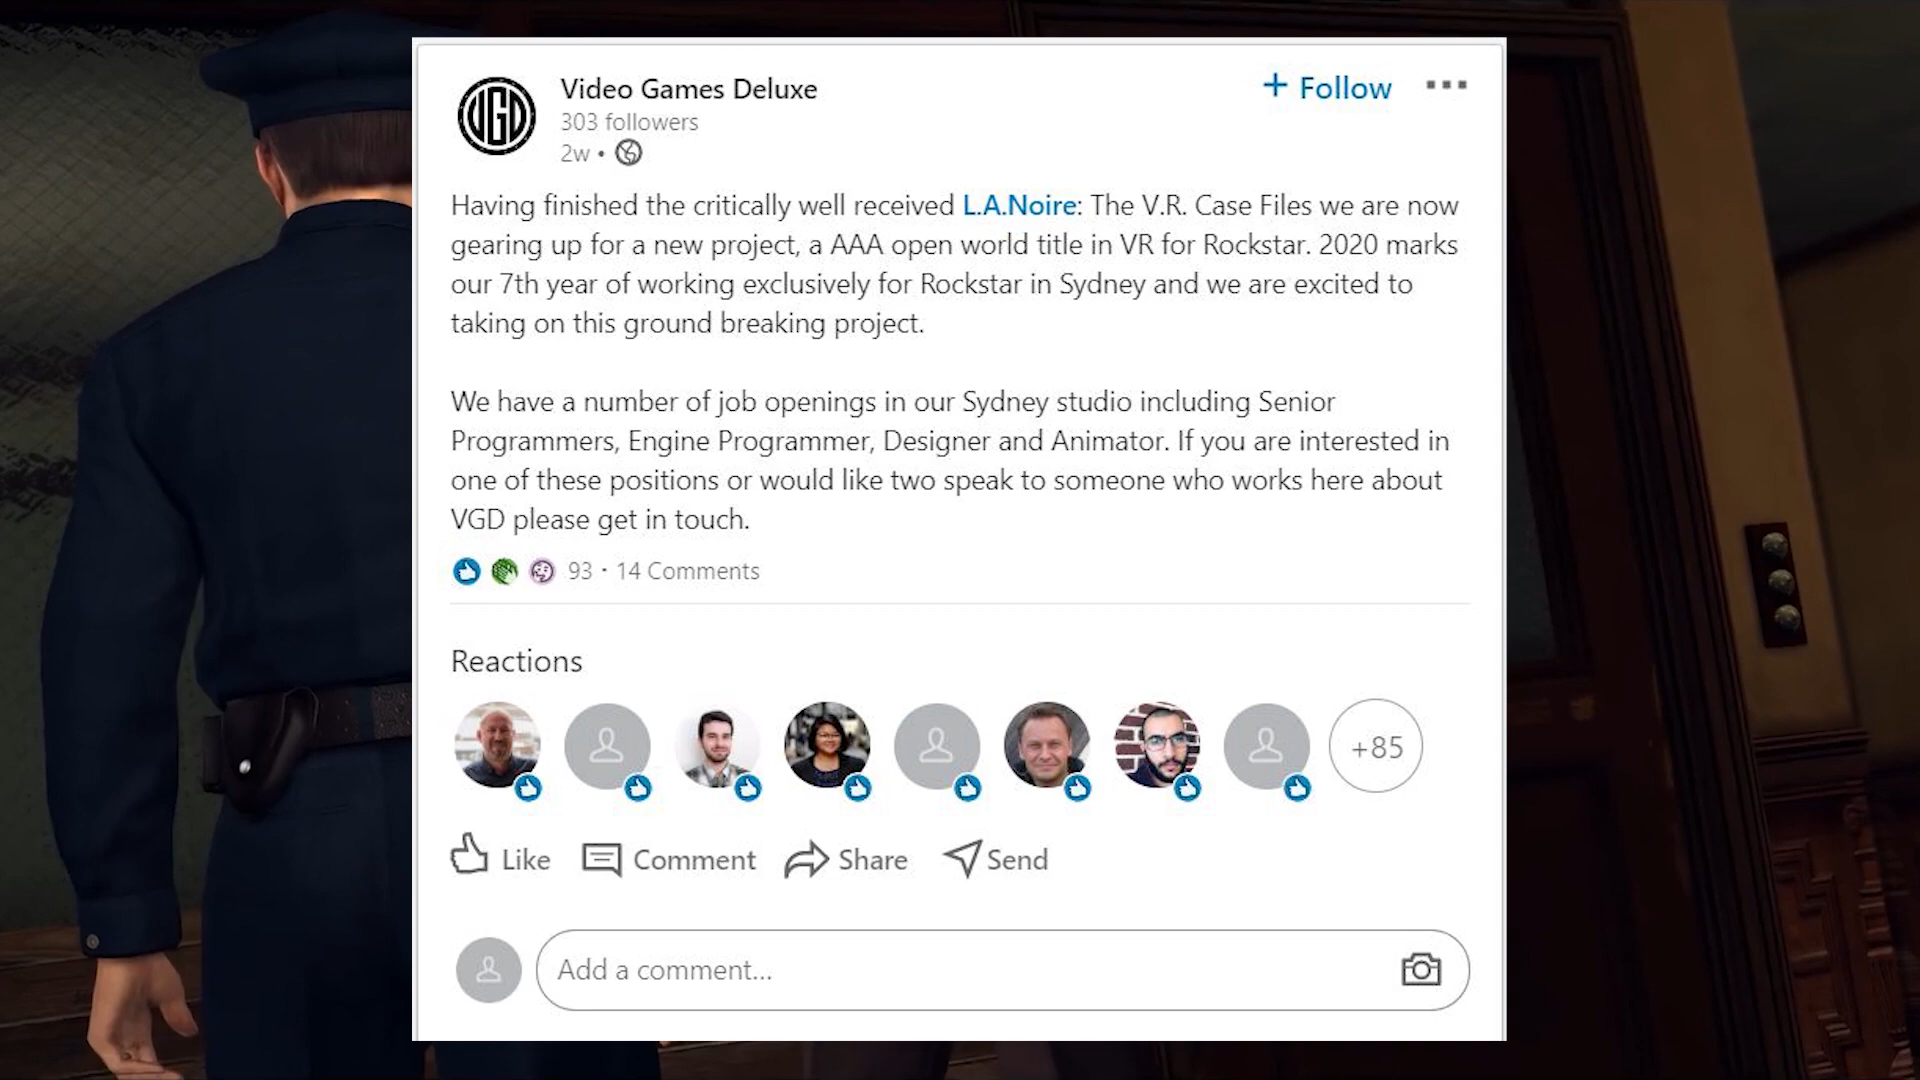 VGD
Video Games Deluxe
+ Follow
303 followers
2w •
Having finished the critically well received L.A.Noire: The V.R. Case Files we are now
gearing up for a new project, a AAA open world title in VR for Rockstar. 2020 marks
our 7th year of working exclusively for Rockstar in Sydney and we are excited to
taking on this ground breaking project.
We have a number of job openings in our Sydney studio including Senior
Programmers, Engine Programmer, Designer and Animator. If you are interested in
one of these positions or would like two speak to someone who works here about
VGD please get in touch.
93 · 14 Comments
Reactions
+85
Like Comment Share Send
Add a comment...